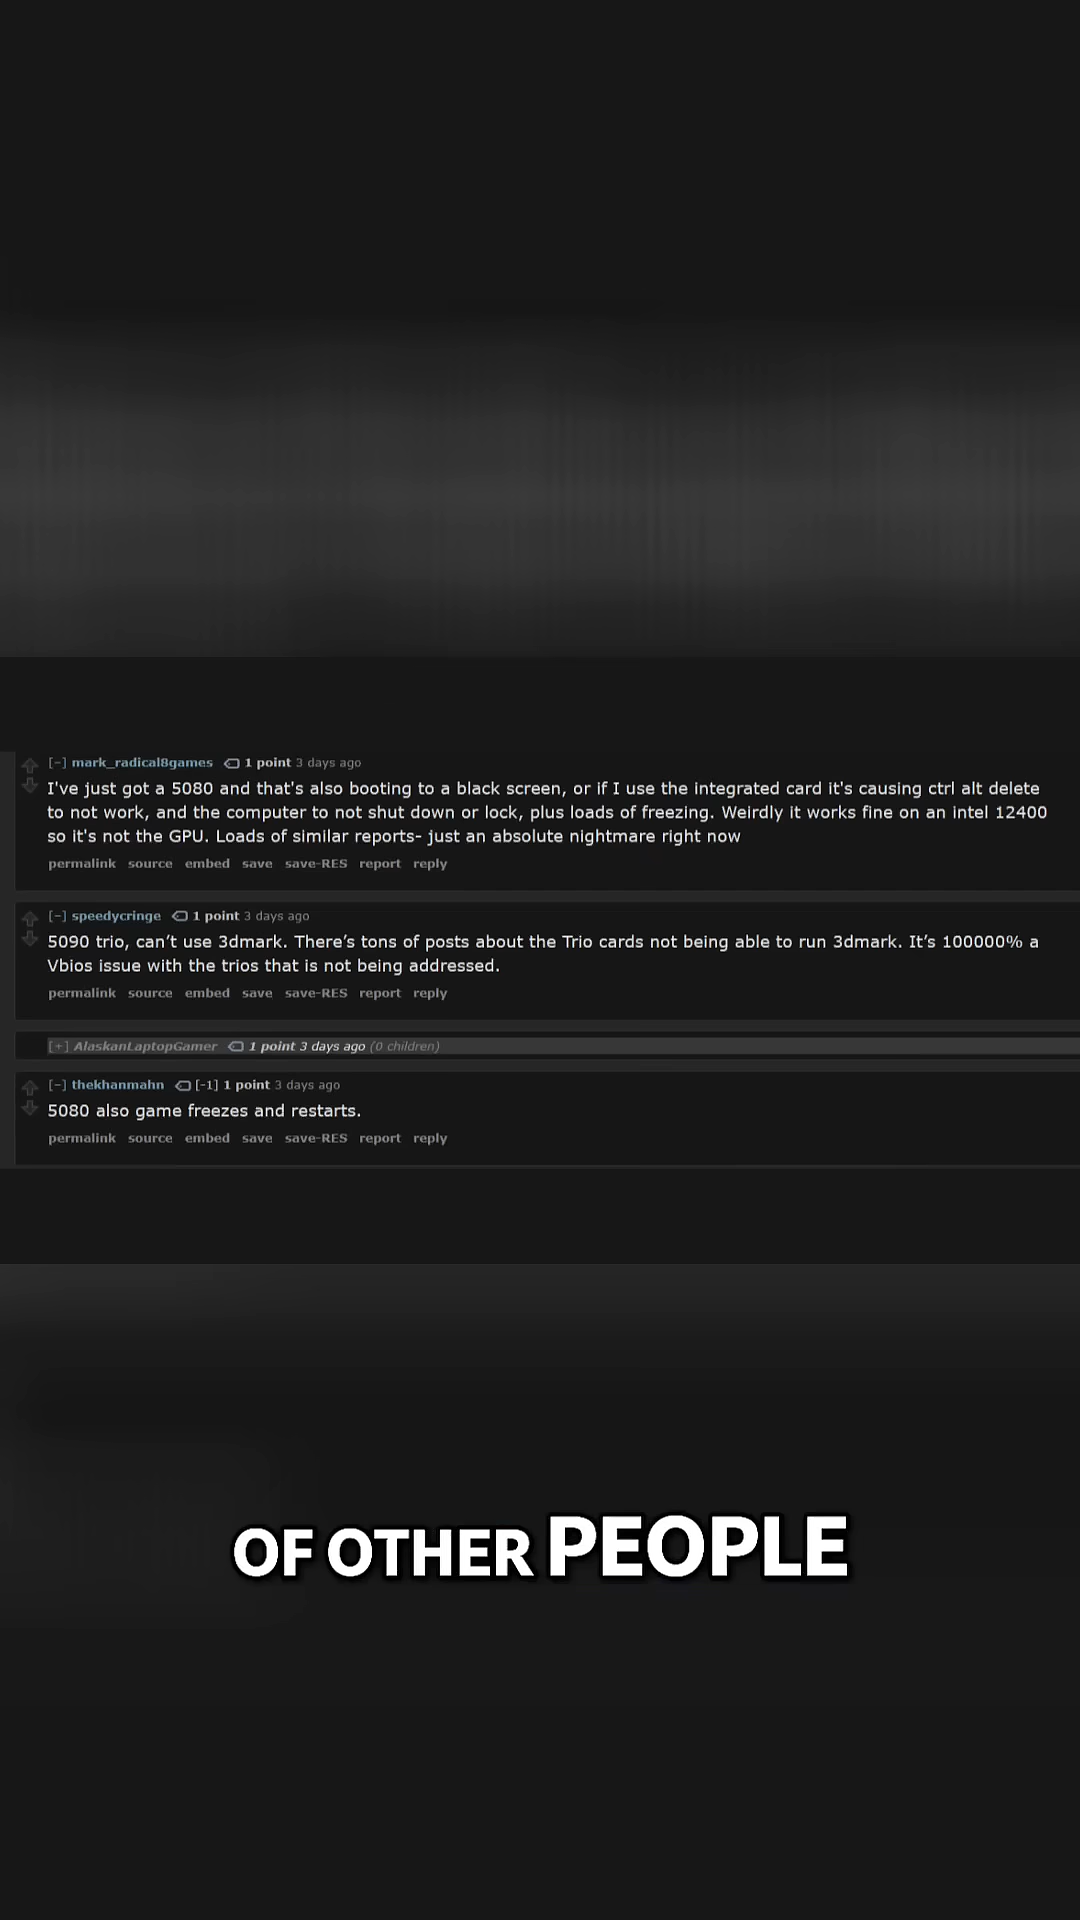 [-] mark_radical8games 1 point 3 days ago
I've just got a 5080 and that's also booting to a black screen, or if I use the integrated card it's causing ctrl alt delete
to not work, and the computer to not shut down or lock, plus loads of freezing. Weirdly it works fine on an intel 12400
so it's not the GPU. Loads of similar reports- just an absolute nightmare right now
permalink source embed save save-RES report reply
[-] speedycringe 1 point 3 days ago
5090 trio, can’t use 3dmark. There’s tons of posts about the Trio cards not being able to run 3dmark. It’s 100000% a
Vbios issue with the trios that is not being addressed.
permalink source embed save save-RES report reply
[+] AlaskanLaptopGamer 1 point 3 days ago (0 children)
[-] thekhanmahn [-1] 1 point 3 days ago
5080 also game freezes and restarts.
permalink source embed save save-RES report reply
OF OTHER PEOPLE